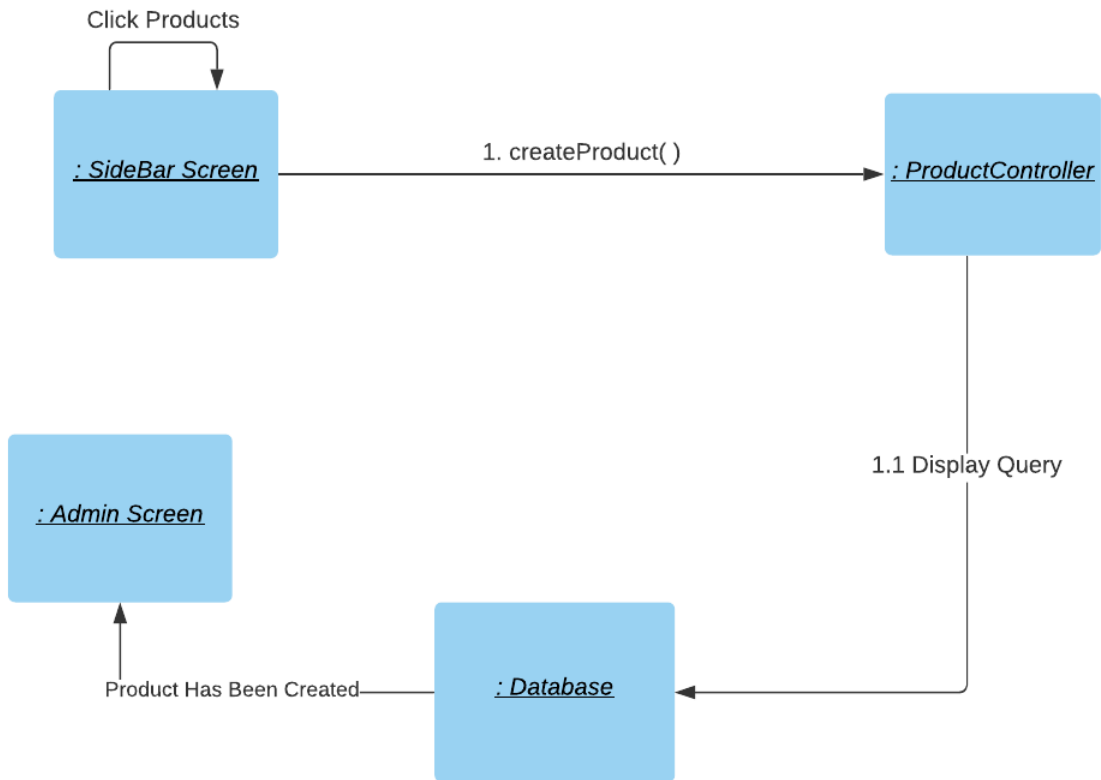 Click Products
: SideBar Screen
1. createProduct( )
: ProductController
1.1 Display Query
: Admin Screen
Product Has Been Created
: Database